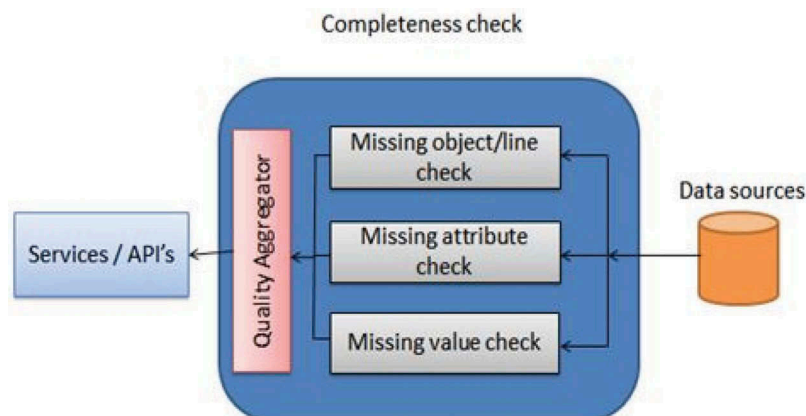 Completeness check
Missing object/line
check
Data sources
Quality Aggregator
Services / API's
Missing attribute
check
Missing value check